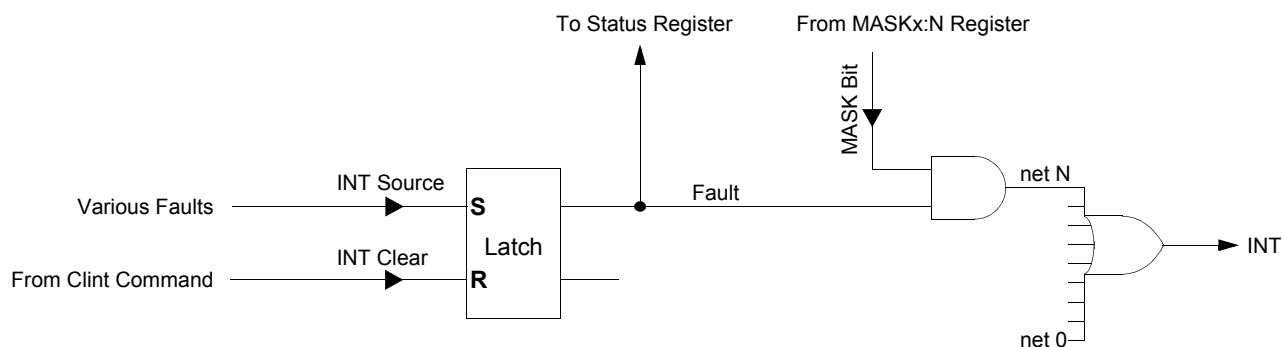 To Status Register
From MASKx:N Register
MASK Bit
INT Source
Various Faults
S
Fault
net N
Latch
INT
INT Clear
From Clint Command
R
net 0